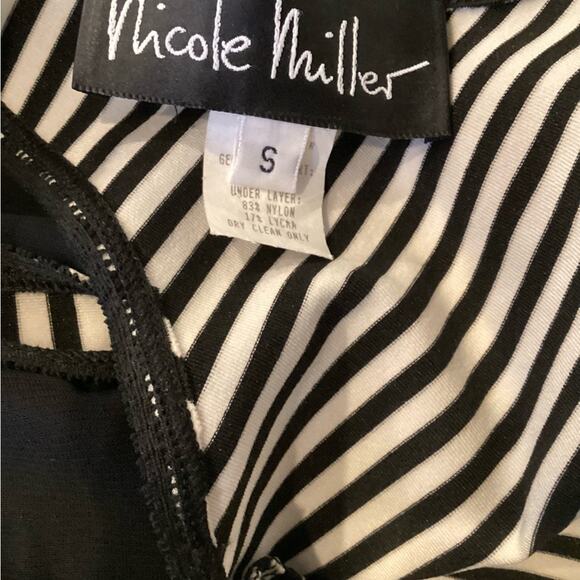 Nicole Miller
S
UNDER LAYER:
83% NYLON
17% LYCRA
DRY CLEAN ONLY